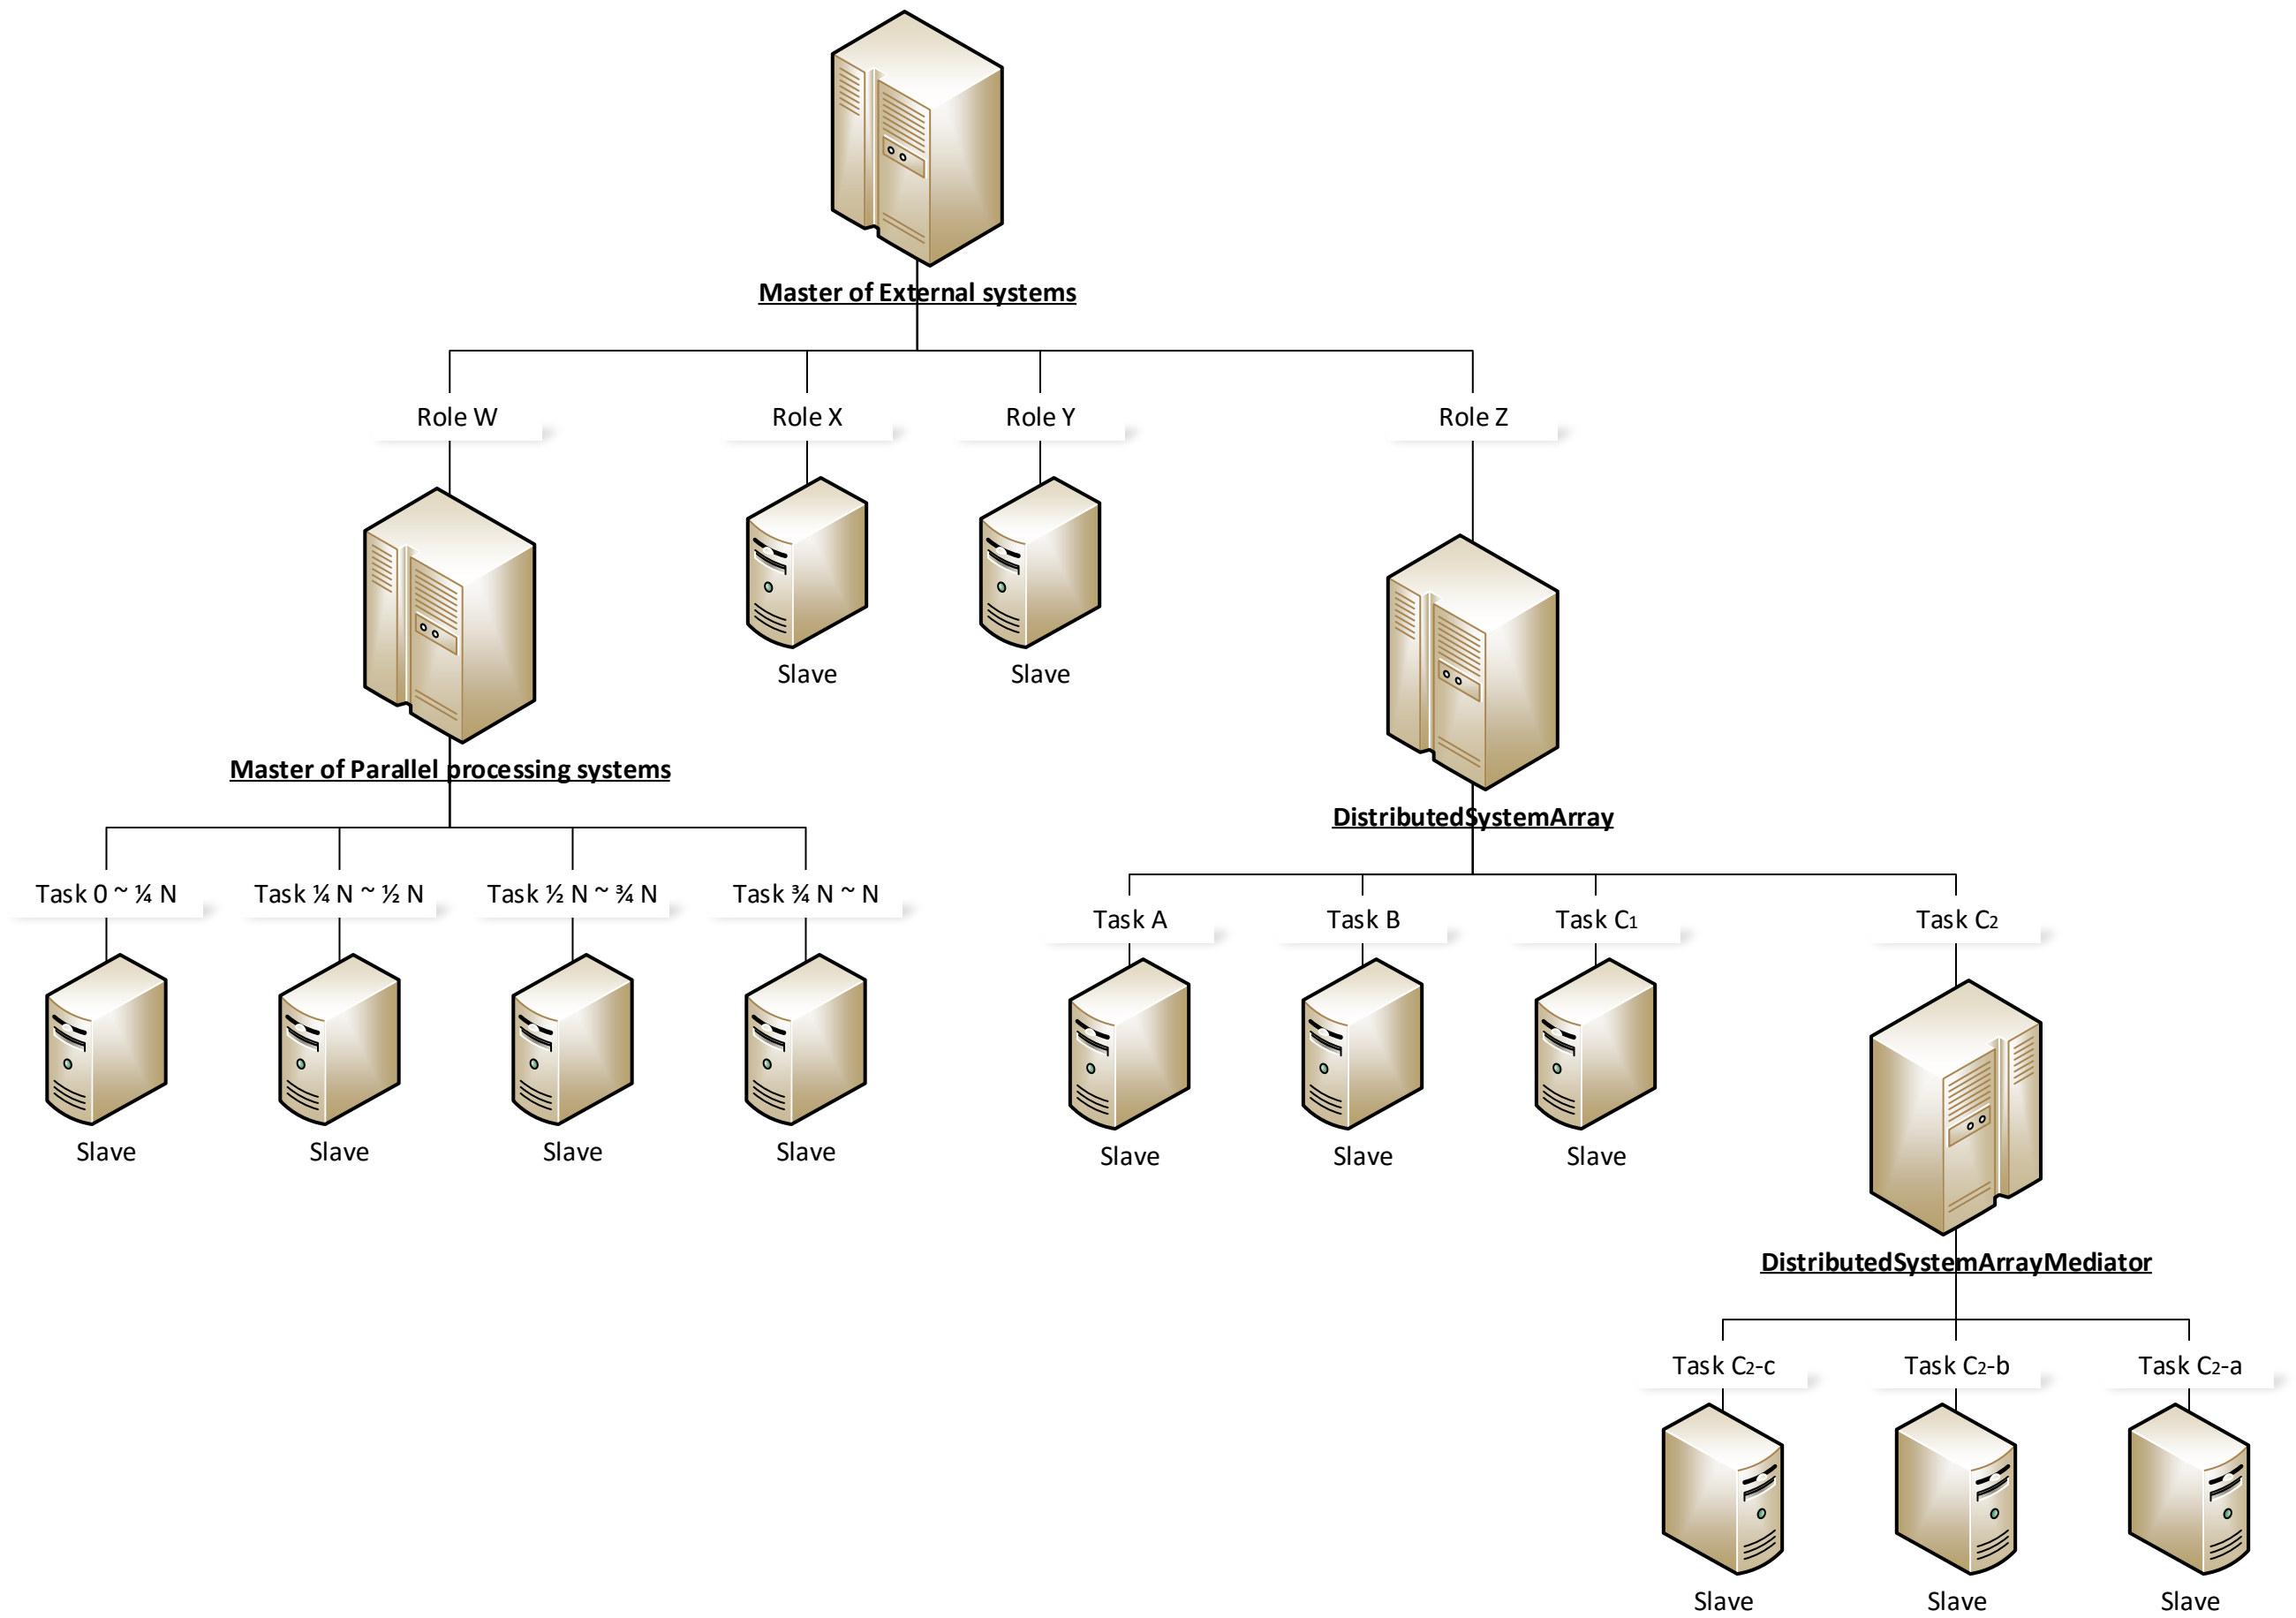 Master of External systems
Role W
Role X
Role Y
Role Z
Slave
Slave
Master of Parallel processing systems
DistributedSystemArray
Task 0 ~ ¼ N
Task ¼ N ~ ½ N
Task ½ N ~ ¾ N
Task ¾ N ~ N
Task A
Task B
Task C₁
Task C₂
Slave
Slave
Slave
Slave
Slave
Slave
Slave
DistributedSystemArrayMediator
Task C₂-c
Task C₂-b
Task C₂-a
Slave
Slave
Slave